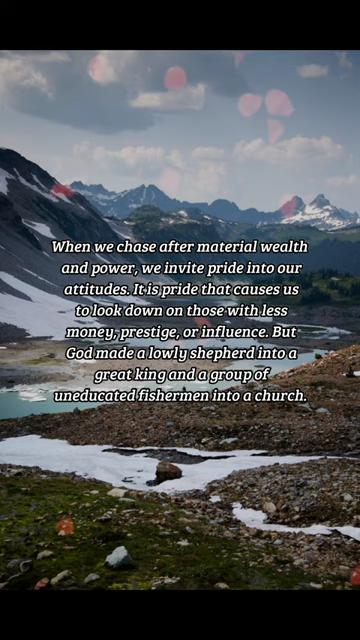 When we chase after material wealth
and power, we invite pride into our
attitudes. It is pride that causes us
to look down on those with less
money, prestige, or influence. But
God made a lowly shepherd into a
great king and a group of
uneducated fishermen into a church.